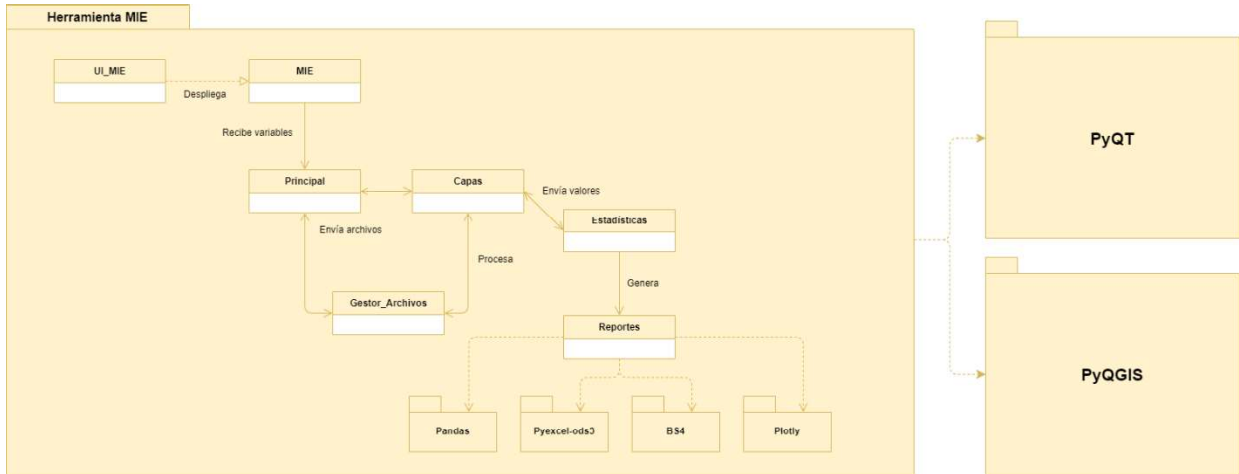 Herramienta MIE
UI_MIE
MIE
Despliega
Recibe variables
Principal
Capas
Envía valores
Estadísticas
Envía archivos
Procesa
Genera
Gestor_Archivos
Reportes
Pandas
Pyexcel-ods3
BS4
Plotly
PyQT
PyQGIS